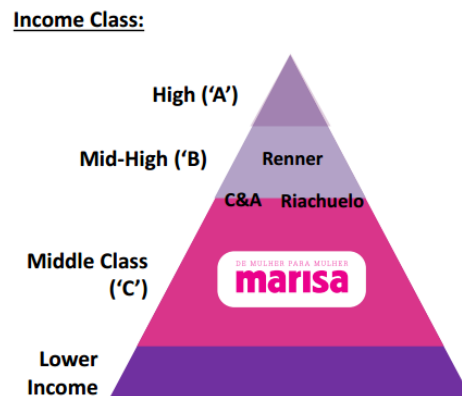 Income Class:
High (‘A’)
Mid-High (‘B)
Renner
C&A Riachuelo
Middle Class
(‘C’)
DE MULHER PARA MULHER
marisa
Lower
Income